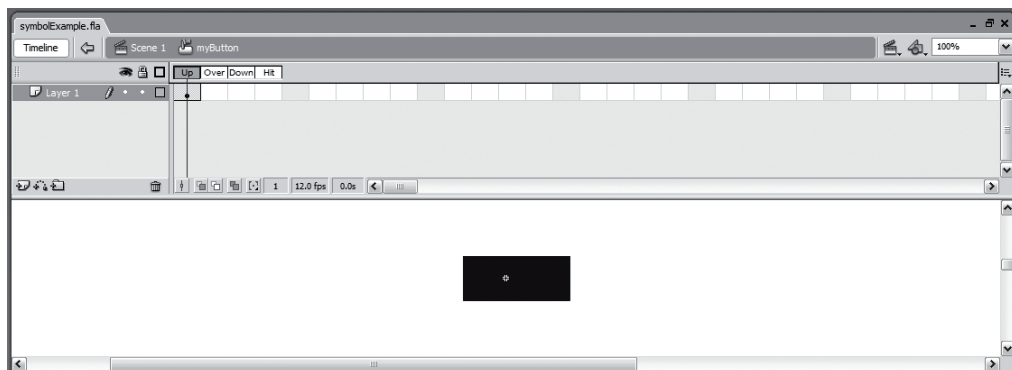 symbolExample.fla
Timeline Scene 1 myButton 100%
Up Over Down Hit
Layer 1
1 12.0 fps 0.0s